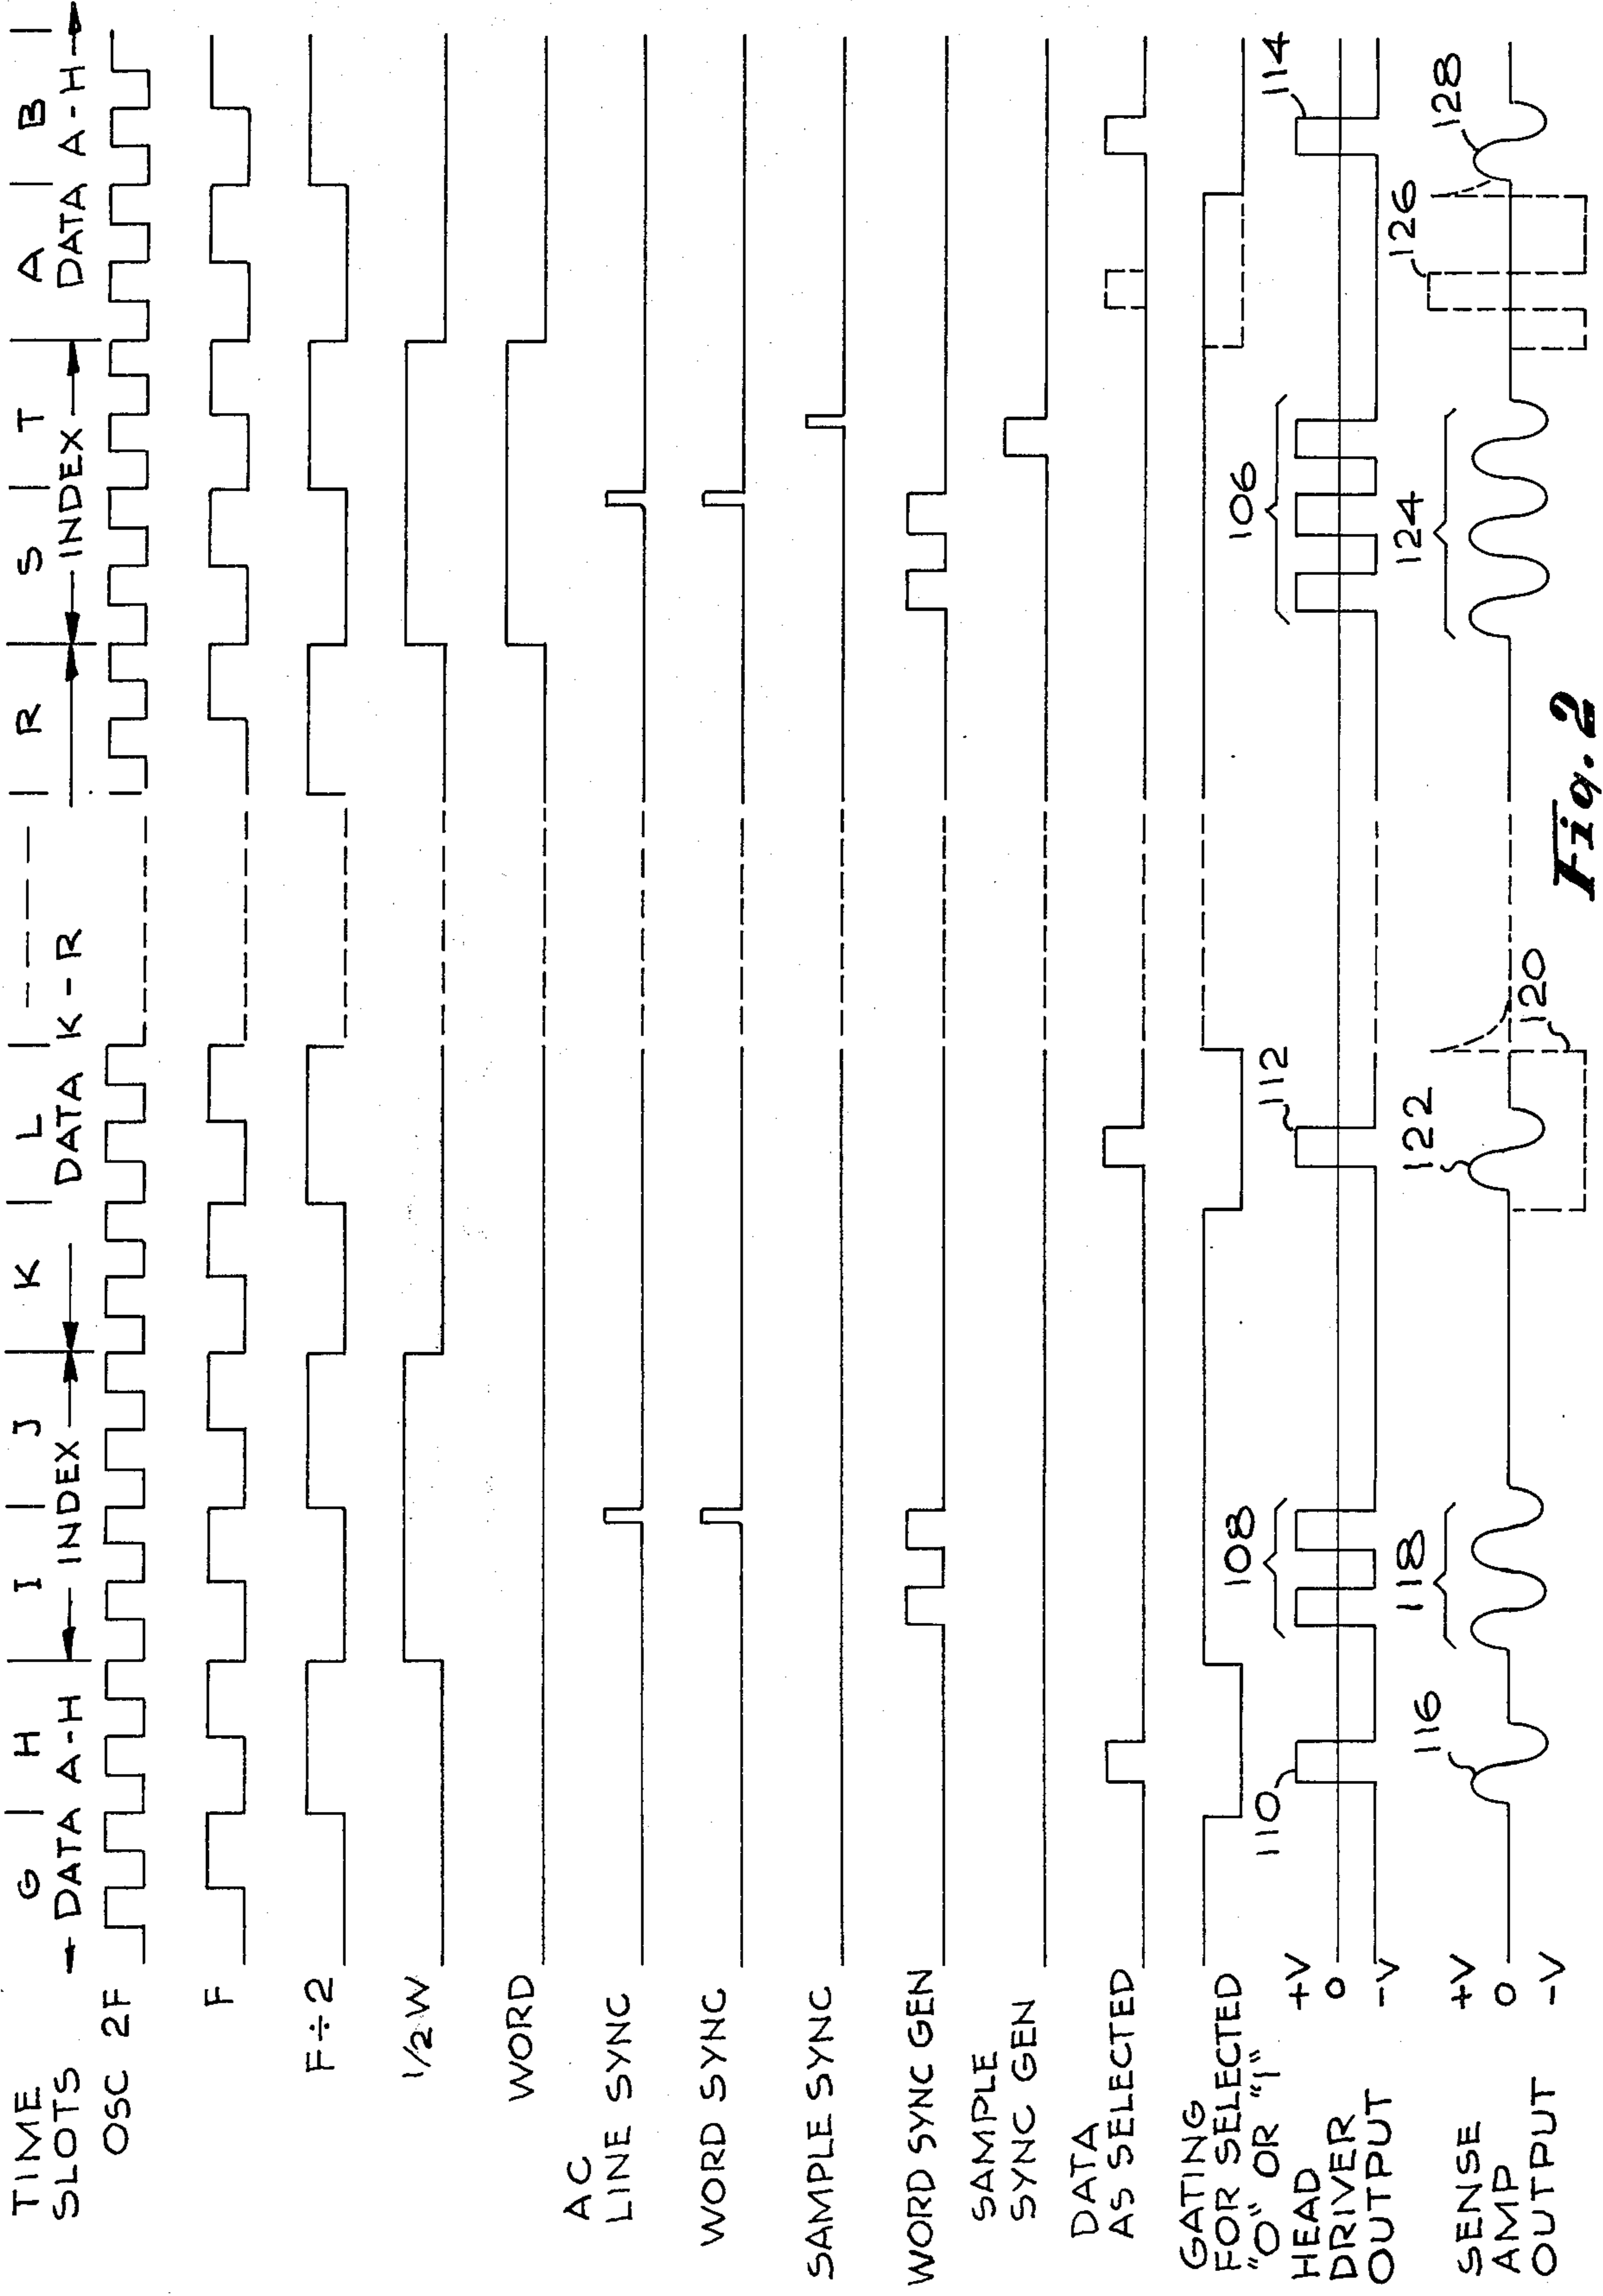 TIME SLOTS
G | H | I | J | K | L | ---- | R | S | T | A | B |
DATA A-H INDEX DATA K-R INDEX DATA A-H
OSC 2F
F
F÷2
1/2W
WORD
AC
LINE SYNC
WORD SYNC
SAMPLE SYNC
WORD SYNC GEN
SAMPLE
SYNC GEN
DATA
AS SELECTED
GATING
FOR SELECTED
"0" OR "1"
HEAD
DRIVER
OUTPUT
+V
0
-V
110
108
112
106
114
SENSE
AMP
OUTPUT
+V
0
-V
116
118
122
120
124
126
128
Fig. 2